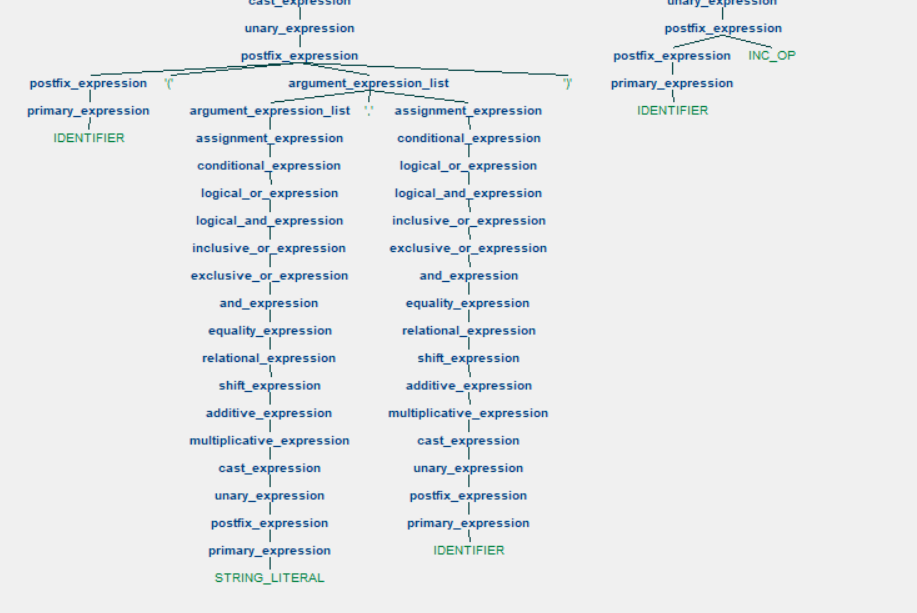 cast_expression unary_expression
unary_expression postfix_expression
postfix_expression postfix_expression INC_OP
postfix_expression '(' argument_expression_list ')' primary_expression
primary_expression argument_expression_list ',' assignment_expression IDENTIFIER
IDENTIFIER assignment_expression conditional_expression
conditional_expression logical_or_expression
logical_or_expression logical_and_expression
logical_and_expression inclusive_or_expression
inclusive_or_expression exclusive_or_expression
exclusive_or_expression and_expression
and_expression equality_expression
equality_expression relational_expression
relational_expression shift_expression
shift_expression additive_expression
additive_expression multiplicative_expression
multiplicative_expression cast_expression
cast_expression unary_expression
unary_expression postfix_expression
postfix_expression primary_expression
primary_expression IDENTIFIER
STRING_LITERAL